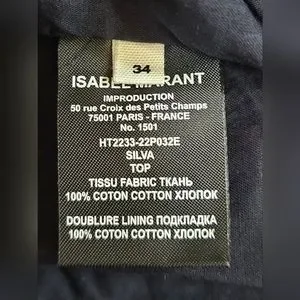 34
ISABEL MARANT
IMPRODUCTION
50 rue Croix des Petits Champs
75001 PARIS - FRANCE
No. 1501
HT2233-22P032E
SILVA
TOP
TISSU FABRIC ТКАНЬ
100% COTON COTTON ХЛОПОК
DOUBLURE LINING ПОДКЛАДКА
100% COTON COTTON ХЛОПОК